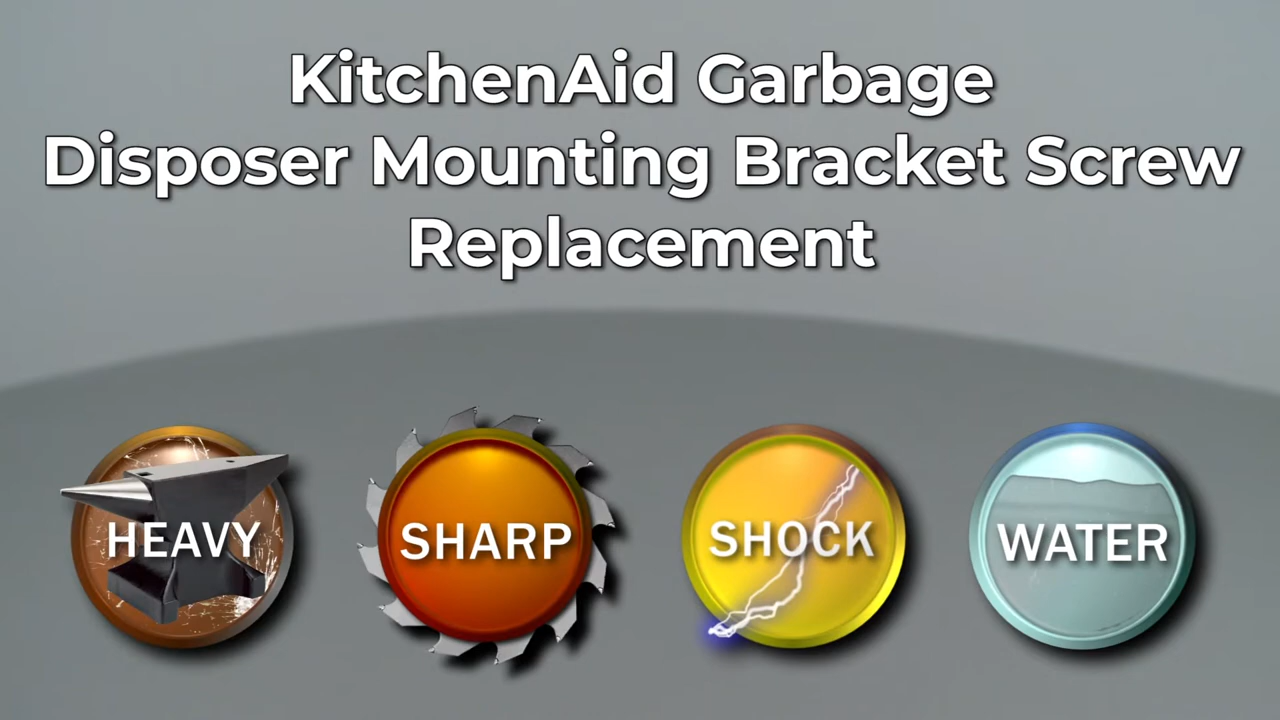 KitchenAid Garbage
Disposer Mounting Bracket Screw
Replacement
HEAVY
SHARP
SHOCK
WATER